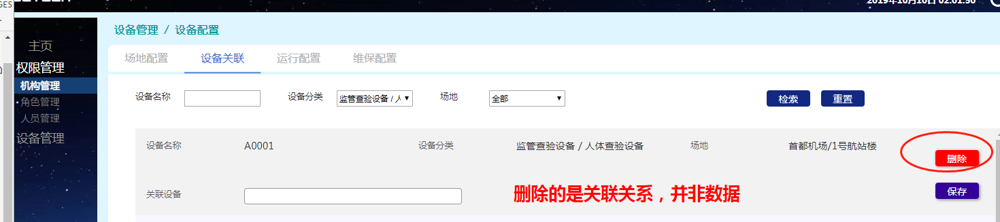 GES
2019年10月10日 02:01:50
设备管理 / 设备配置
主页
权限管理
机构管理
角色管理
人员管理
设备管理
场地配置 设备关联 运行配置 维保配置
设备名称 设备分类 监管查验设备 / 人 场地 全部 检索 重置
设备名称 A0001 设备分类 监管查验设备 / 人体查验设备 场地 首都机场/1号航站楼
删除
关联设备 删除的是关联关系，并非数据 保存